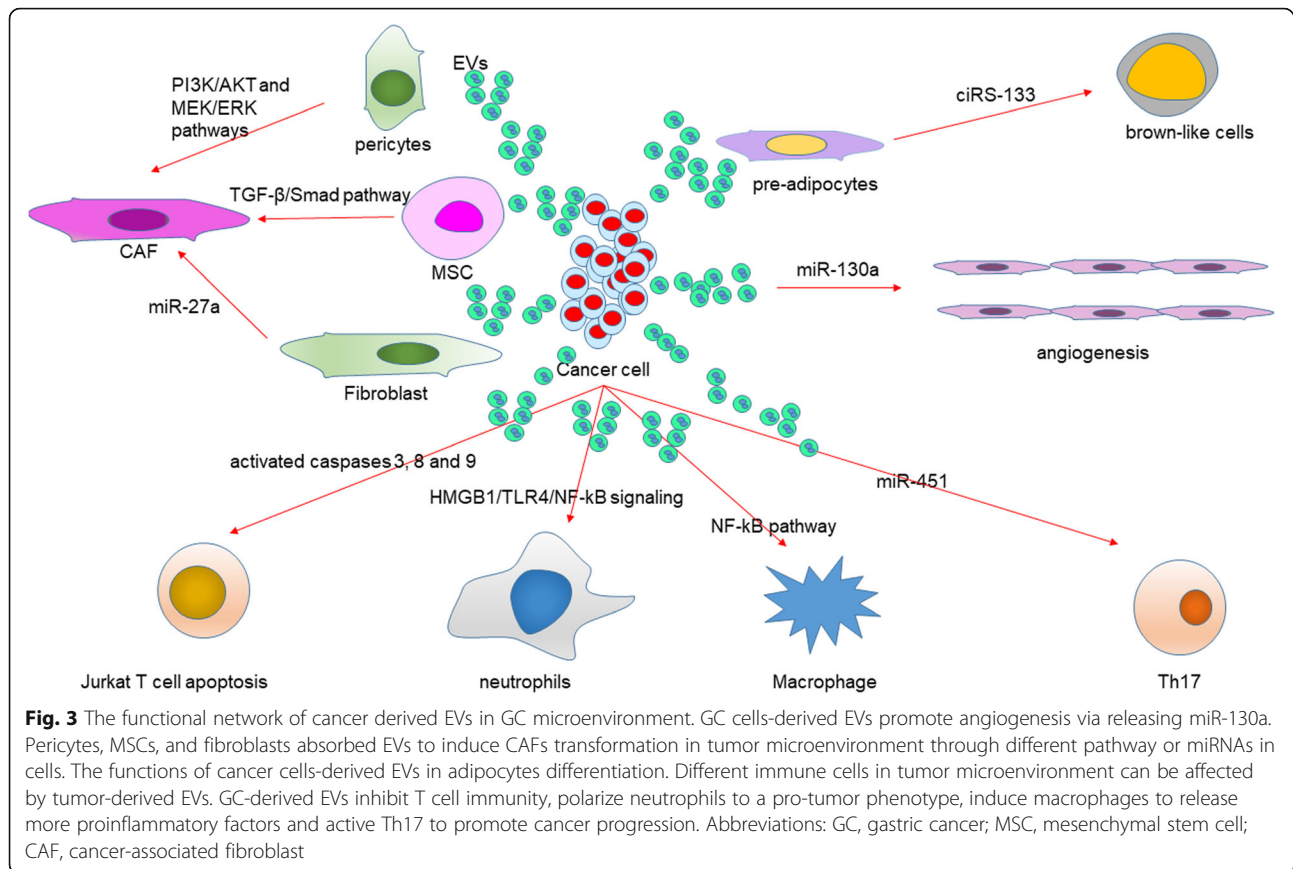 EVs
PI3K/AKT and
MEK/ERK
pathways
pericytes
ciRS-133
brown-like cells
pre-adipocytes
TGF-β/Smad pathway
CAF
MSC
miR-27a
miR-130a
angiogenesis
Fibroblast
Cancer cell
activated caspases 3, 8 and 9
HMGB1/TLR4/NF-kB signaling
NF-kB pathway
miR-451
Jurkat T cell apoptosis
neutrophils
Macrophage
Th17
Fig. 3 The functional network of cancer derived EVs in GC microenvironment. GC cells-derived EVs promote angiogenesis via releasing miR-130a.
Pericytes, MSCs, and fibroblasts absorbed EVs to induce CAFs transformation in tumor microenvironment through different pathway or miRNAs in
cells. The functions of cancer cells-derived EVs in adipocytes differentiation. Different immune cells in tumor microenvironment can be affected
by tumor-derived EVs. GC-derived EVs inhibit T cell immunity, polarize neutrophils to a pro-tumor phenotype, induce macrophages to release
more proinflammatory factors and active Th17 to promote cancer progression. Abbreviations: GC, gastric cancer; MSC, mesenchymal stem cell;
CAF, cancer-associated fibroblast